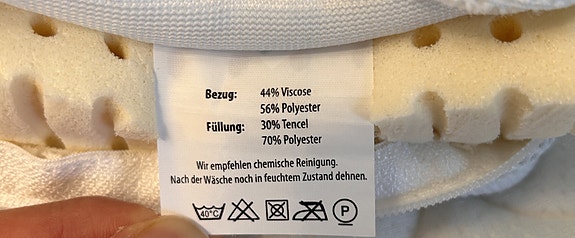 Bezug: 44% Viscose
56% Polyester
Füllung: 30% Tencel
70% Polyester
Wir empfehlen chemische Reinigung.
Nach der Wäsche noch in feuchtem Zustand dehnen.
40°C P